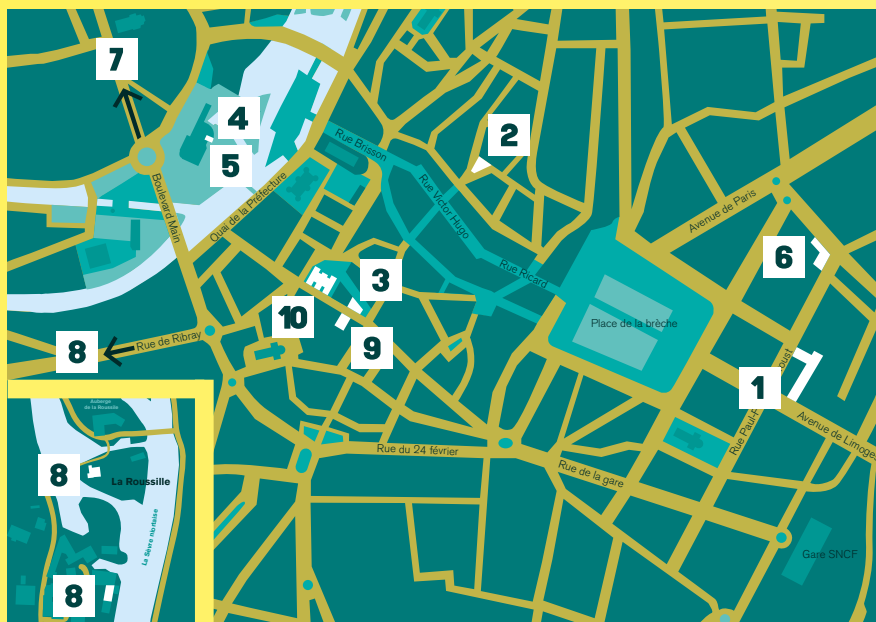 7
4
5
2
Rue Brisson
Rue Victor Hugo
Boulevard Main
Quai de la Préfecture
Avenue de Paris
6
3
Rue Ricard
10
Place de la brèche
9
8
Rue de Ribray
1
Rue Paul-F
oust
Avenue de Limoges
Auberge
de la Roussille
Rue du 24 février
Rue de la gare
8
La Roussille
La Sèvre niortaise
Gare SNCF
8